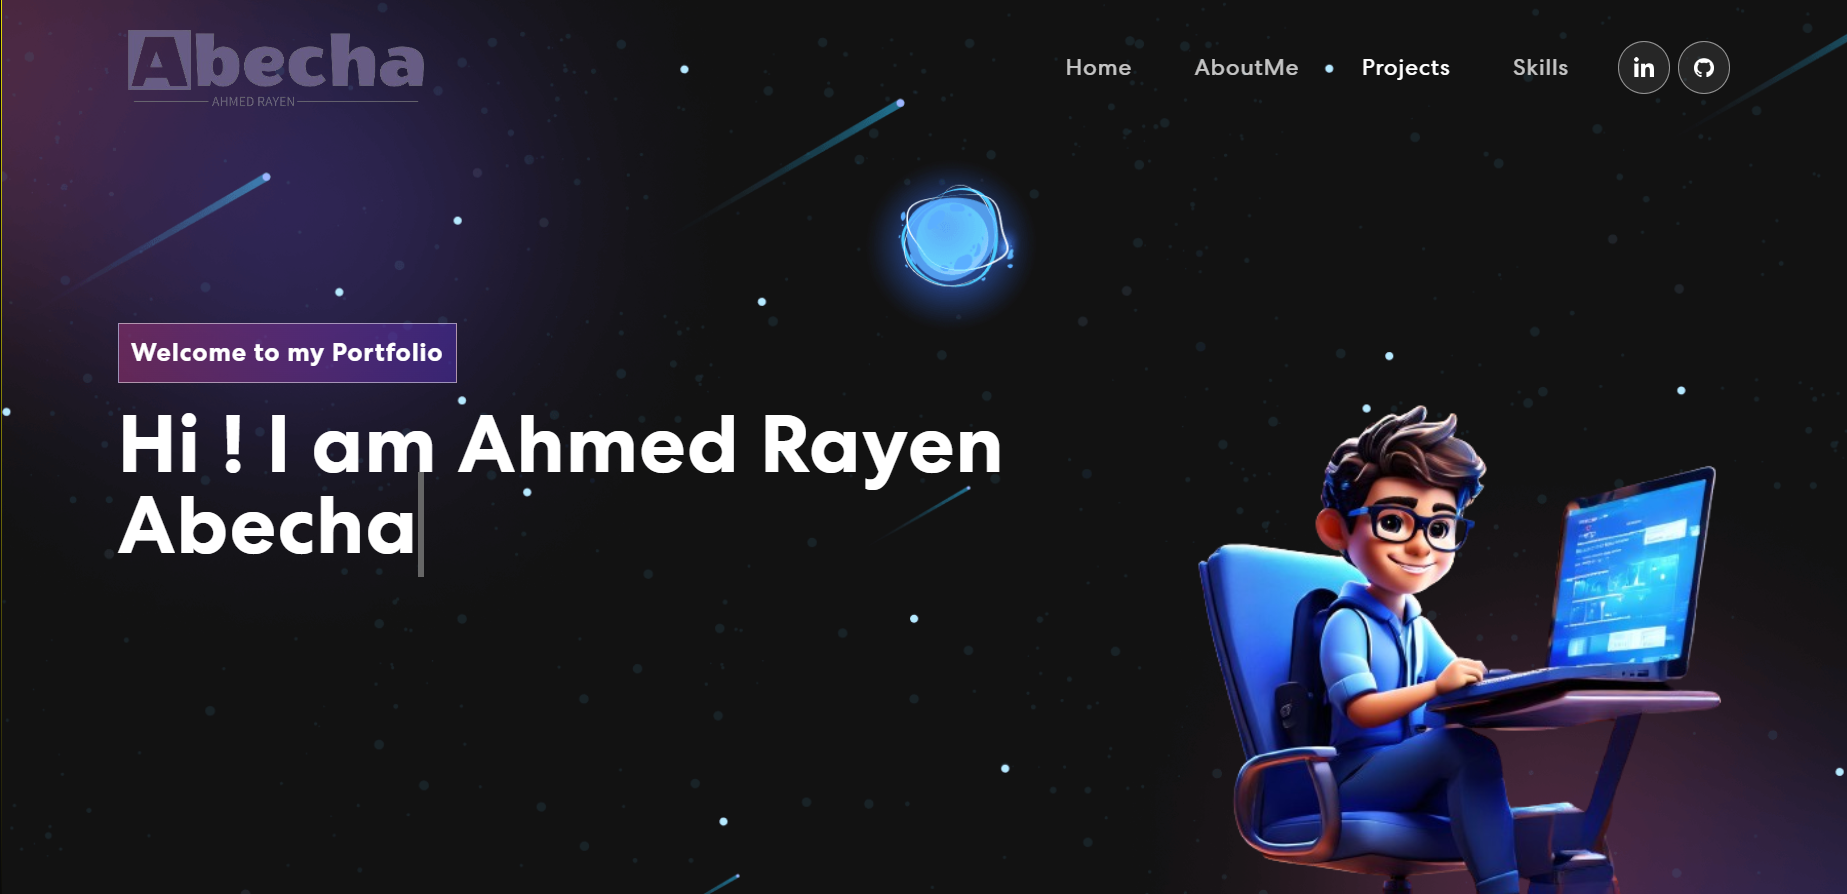 Abecha
AHMED RAYEN
Home AboutMe Projects Skills in
Welcome to my Portfolio
Hi ! I am Ahmed Rayen
Abecha